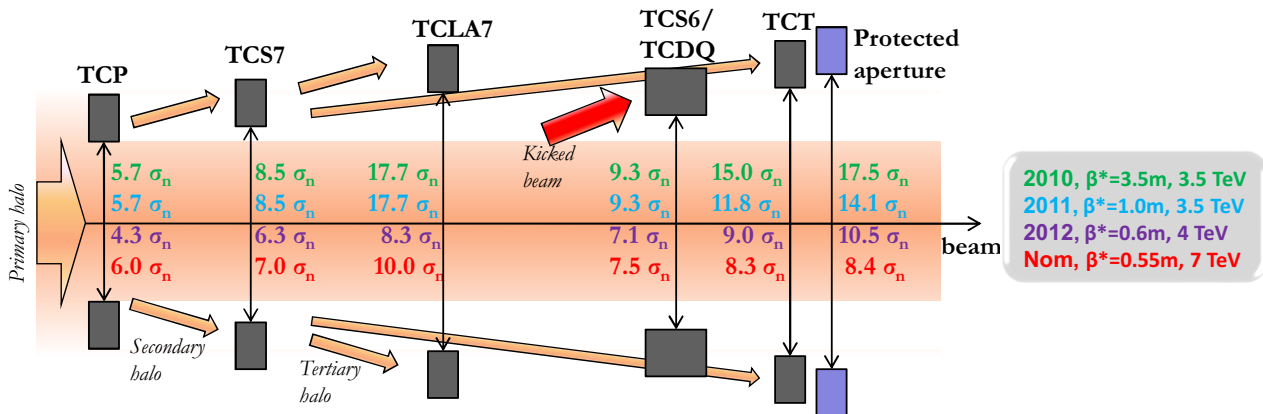 TCP
TCS7
TCLA7
TCS6/
TCDQ
TCT
Protected
aperture
Primary halo
Kicked
beam
5.7 σn 8.5 σn 17.7 σn 9.3 σn 15.0 σn 17.5 σn
5.7 σn 8.5 σn 17.7 σn 9.3 σn 11.8 σn 14.1 σn
4.3 σn 6.3 σn 8.3 σn 7.1 σn 9.0 σn 10.5 σn
6.0 σn 7.0 σn 10.0 σn 7.5 σn 8.3 σn 8.4 σn
beam
Secondary
halo
Tertiary
halo
2010, β*=3.5m, 3.5 TeV
2011, β*=1.0m, 3.5 TeV
2012, β*=0.6m, 4 TeV
Nom, β*=0.55m, 7 TeV